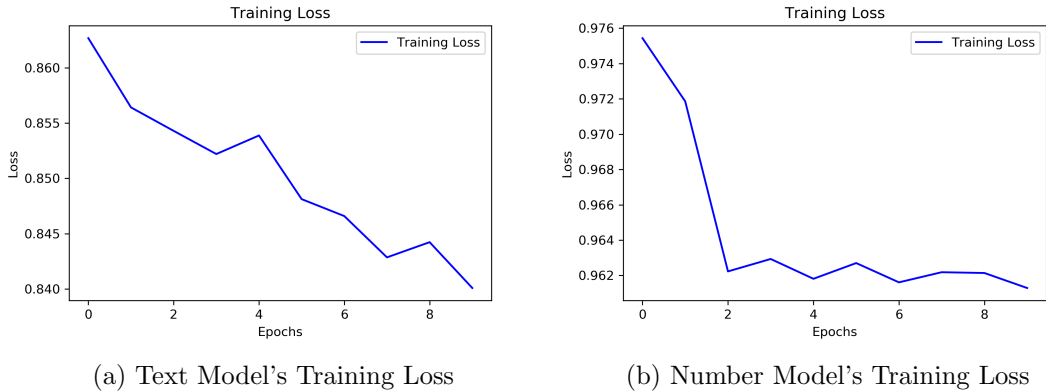 Training Loss
Training Loss
0.860
0.855
0.850
0.845
0.840
Loss
0
2
4
6
8
Epochs
(a) Text Model's Training Loss
Training Loss
Training Loss
0.976
0.974
0.972
0.970
0.968
0.966
0.964
0.962
Loss
0
2
4
6
8
Epochs
(b) Number Model's Training Loss